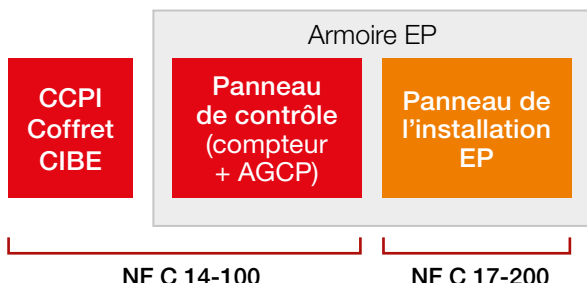 Armoire EP
CCPI
Coffret
CIBE
Panneau
de contrôle
(compteur
+ AGCP)
Panneau de
l'installation
EP
NF C 14-100
NF C 17-200